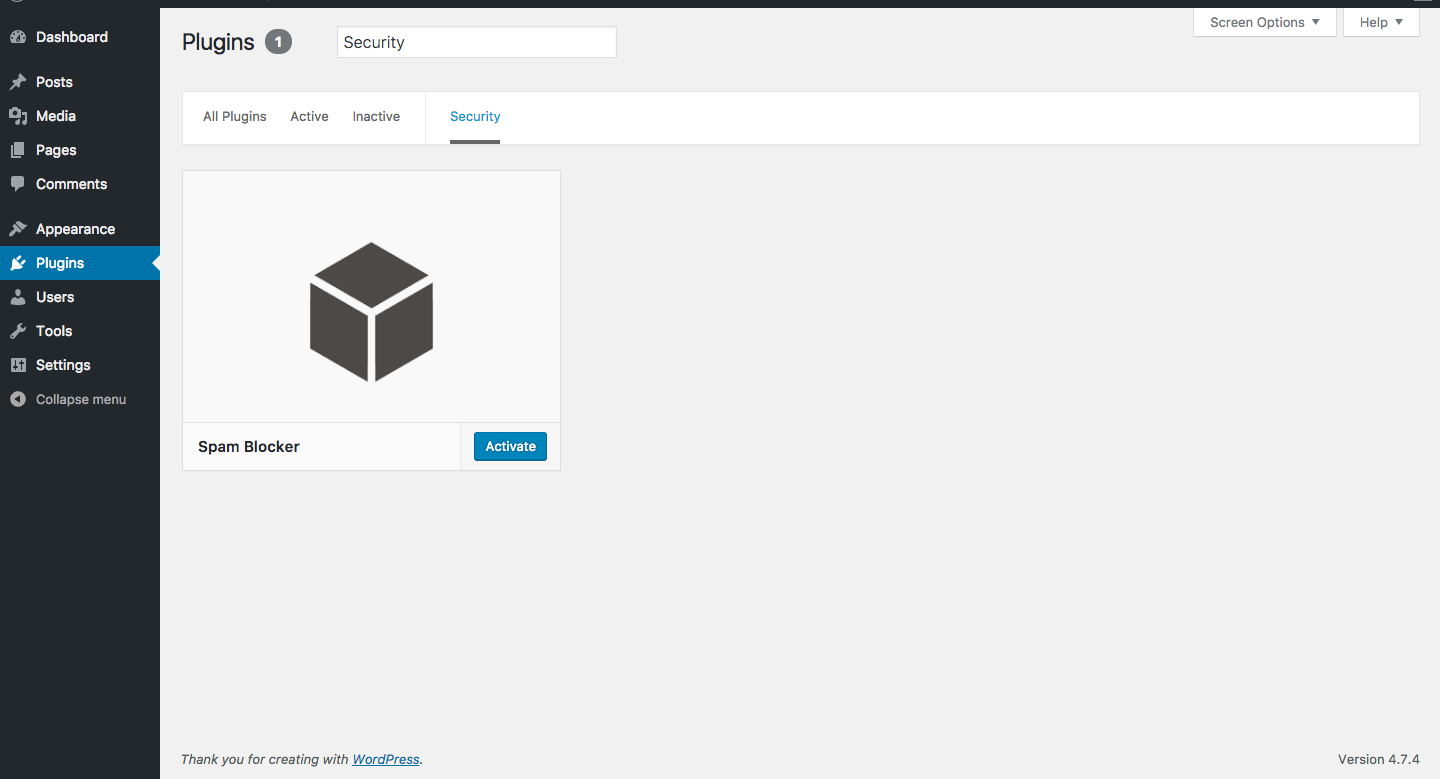 Dashboard
Posts
Media
Pages
Comments
Appearance
Plugins
Users
Tools
Settings
Collapse menu
Screen Options
Help
Plugins 1
Security
All Plugins Active Inactive Security
Spam Blocker
Activate
Thank you for creating with WordPress.
Version 4.7.4